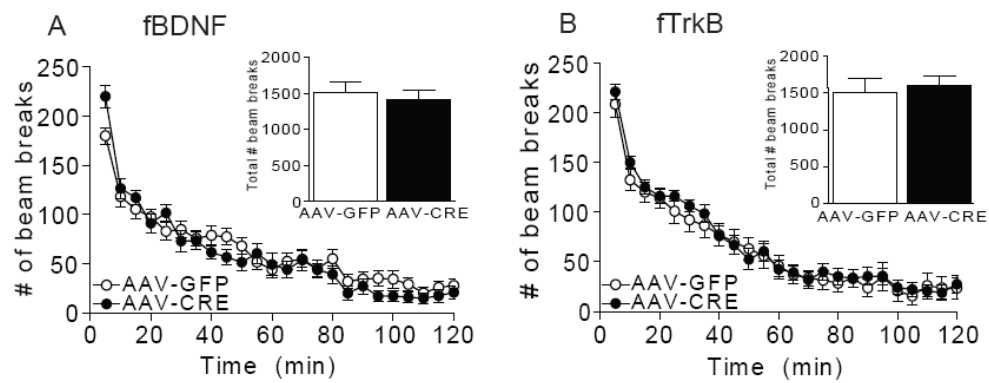 A fBDNF
# of beam breaks
250
200
150
100
50
0
0 20 40 60 80 100 120
Time (min)
AAV-GFP
AAV-CRE
Total # beam breaks
2000
1500
1000
500
0
AAV-GFP AAV-CRE
B fTrkB
# of beam breaks
250
200
150
100
50
0
0 20 40 60 80 100 120
Time (min)
AAV-GFP
AAV-CRE
Total # beam breaks
2000
1500
1000
500
0
AAV-GFP AAV-CRE